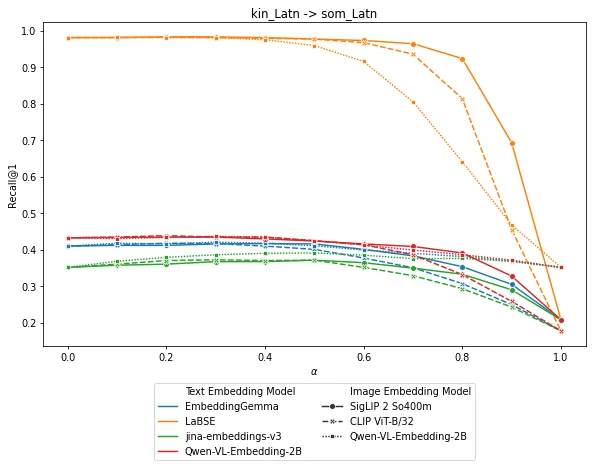 kin_Latn -> som_Latn
Recall@1
1.0
0.9
0.8
0.7
0.6
0.5
0.4
0.3
0.2
0.0 0.2 0.4 0.6 0.8 1.0
α
Text Embedding Model
EmbeddingGemma
LaBSE
jina-embeddings-v3
Qwen-VL-Embedding-2B
Image Embedding Model
SigLIP 2 So400m
CLIP ViT-B/32
Qwen-VL-Embedding-2B